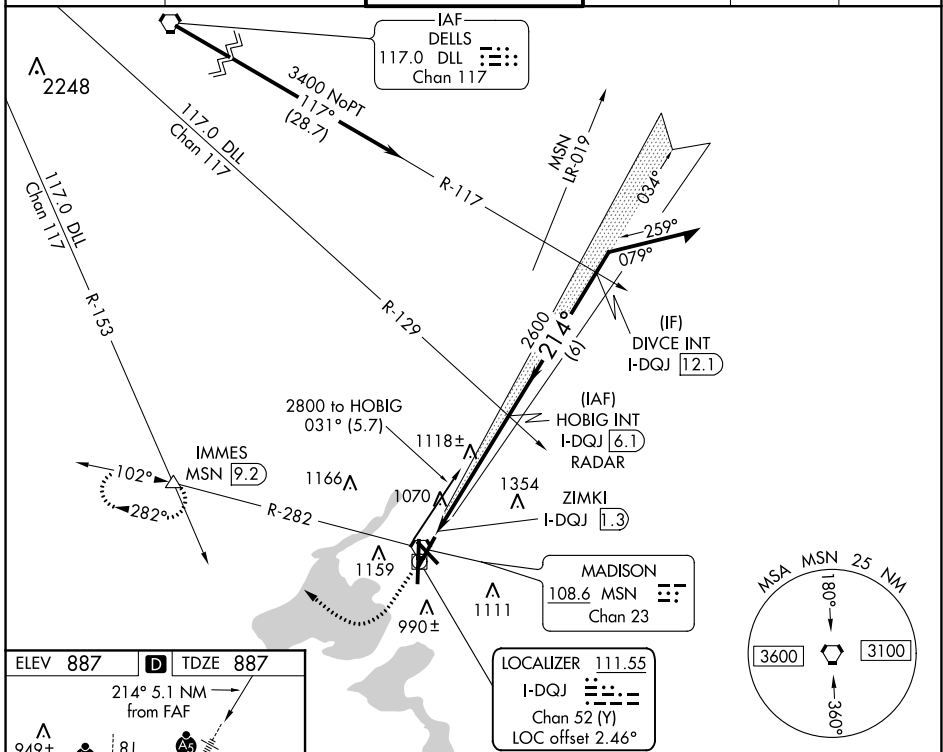 IAF
DELLS
117.0 DLL
Chan 117
2248
3400 NoPT
117°
(28.7)
117.0 DLL
Chan 117
MSN
LR-019
034°
R-117
117.0 DLL
Chan 117
259°
079°
R-129
R-153
2600
214°
(6)
(IF)
DIVCE INT
I-DQJ 12.1
2800 to HOBIG
031° (5.7)
(IAF)
HOBIG INT
I-DQJ 6.1
RADAR
1118±
IMMES
MSN 9.2
102°
282°
1166
1070
1354
ZIMKI
I-DQJ 1.3
R-282
1159
990±
1111
MADISON
108.6 MSN
Chan 23
MSA MSN 25 NM
180°
3600
3100
360°
LOCALIZER 111.55
I-DQJ
Chan 52 (Y)
LOC offset 2.46°
ELEV 887
D
TDZE 887
214° 5.1 NM
from FAF
949±
81
A5